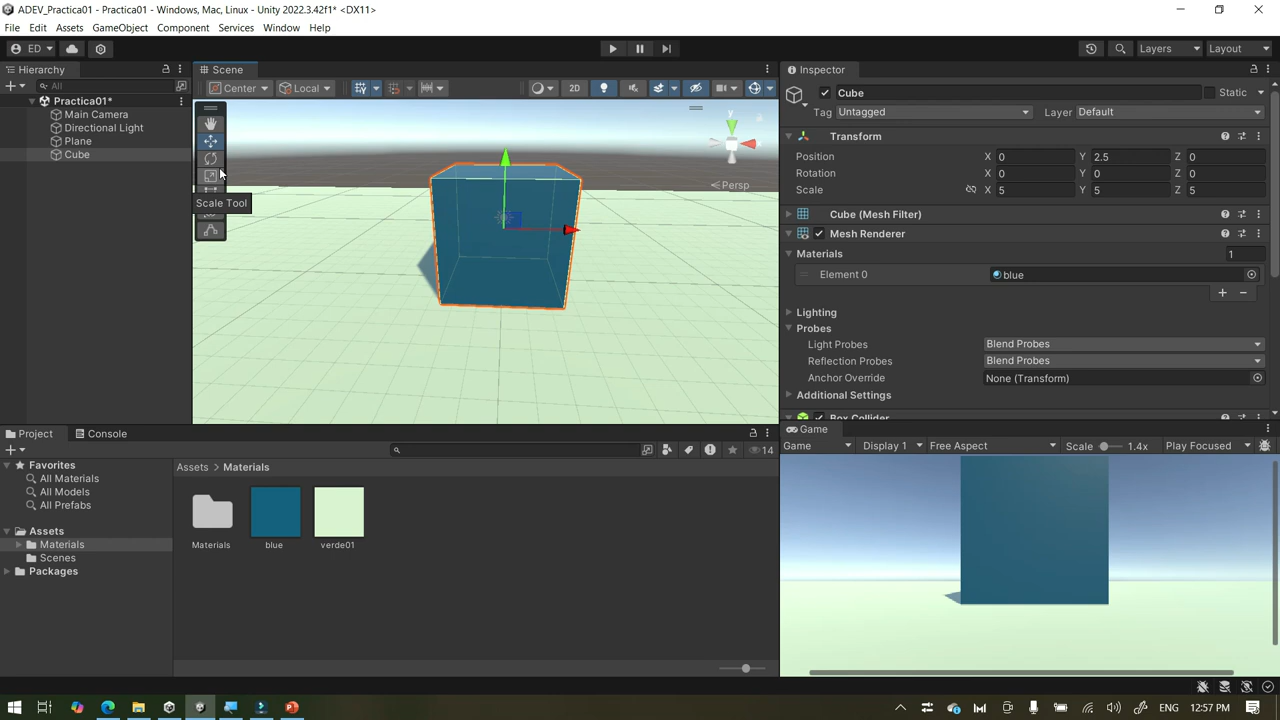 ADEV_Practica01 - Practica01 - Windows, Mac, Linux - Unity 2022.3.42f1* <DX11>
File Edit Assets GameObject Component Services Window Help
ED Layers Layout
Hierarchy
All
Practica01*
Main Camera
Directional Light
Plane
Cube
Scene
Center Local 2D
y
x
Persp
Scale Tool
Inspector
Cube Static
Tag Untagged Layer Default
Transform
Position X 0 Y 2.5 Z 0
Rotation X 0 Y 0 Z 0
Scale X 5 Y 5 Z 5
Cube (Mesh Filter)
Mesh Renderer
Materials 1
Element 0 blue
Lighting
Probes
Light Probes Blend Probes
Reflection Probes Blend Probes
Anchor Override None (Transform)
Additional Settings
Box Collider
Project Console
14
Favorites
All Materials
All Models
All Prefabs
Assets
Materials
Scenes
Packages
Assets > Materials
Materials blue verde01
Game
Game Display 1 Free Aspect Scale 1.4x Play Focused
ENG 12:57 PM